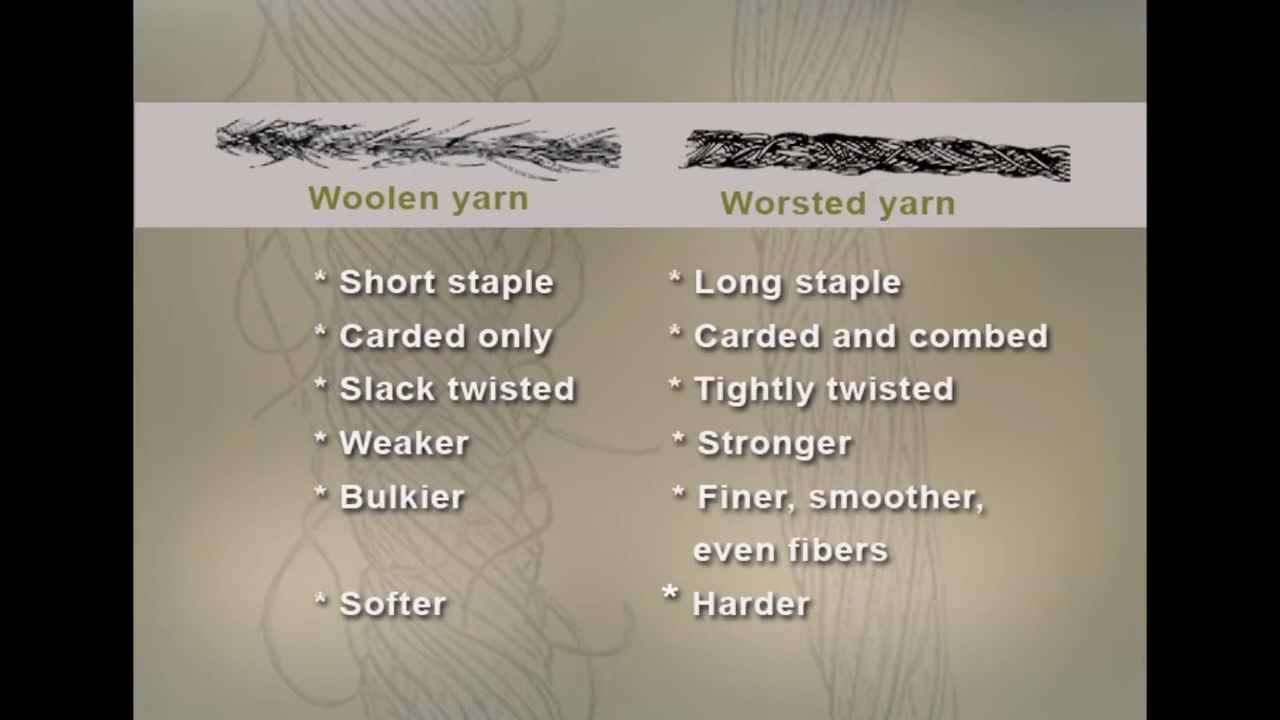 Woolen yarn
Worsted yarn
* Short staple
* Carded only
* Slack twisted
* Weaker
* Bulkier
* Softer
* Long staple
* Carded and combed
* Tightly twisted
* Stronger
* Finer, smoother,
even fibers
* Harder